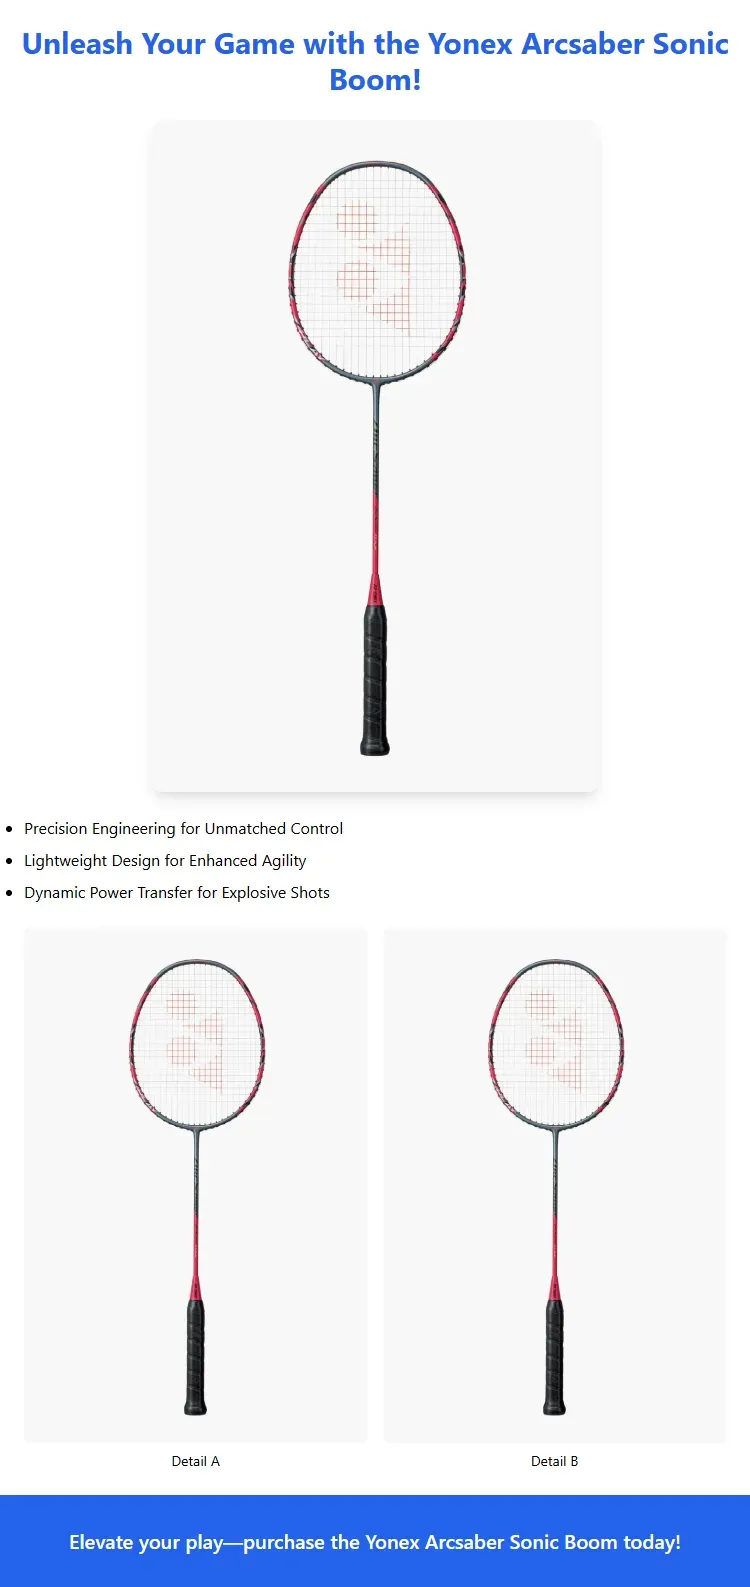 Unleash Your Game with the Yonex Arcsaber Sonic
Boom!
Precision Engineering for Unmatched Control
Lightweight Design for Enhanced Agility
Dynamic Power Transfer for Explosive Shots
Detail A
Detail B
Elevate your play—purchase the Yonex Arcsaber Sonic Boom today!